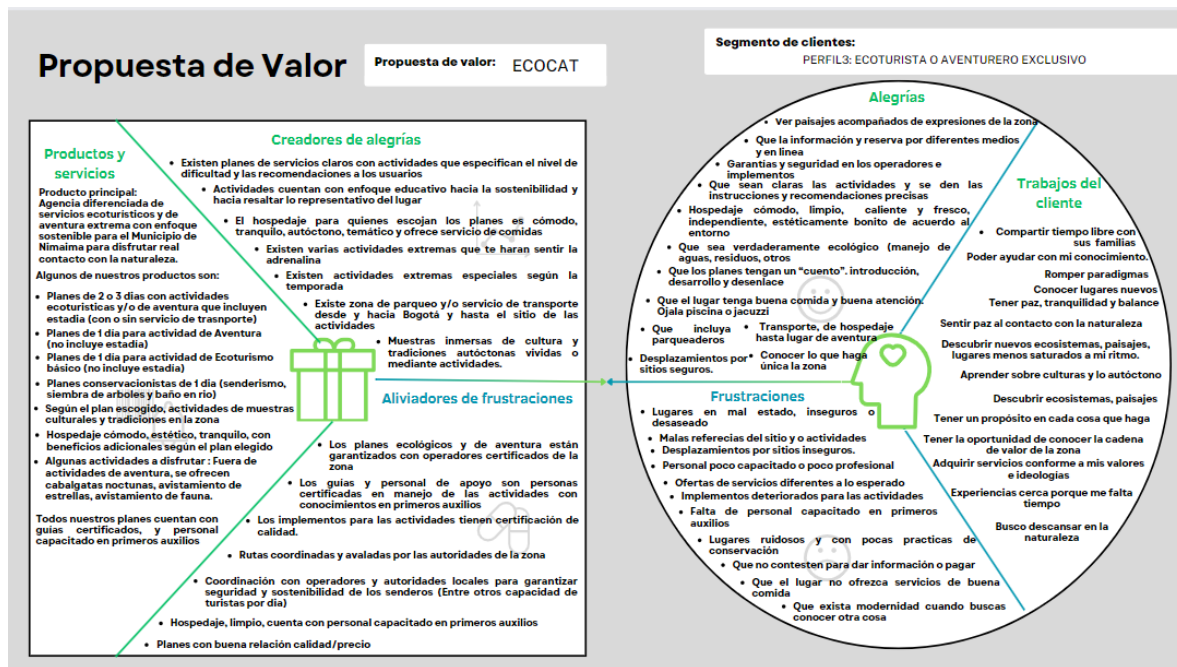 Propuesta de Valor
Propuesta de valor: ECOCAT
Segmento de clientes:
PERFIL3: ECOTURISTA O AVENTURERO EXCLUSIVO
Productos y
servicios
Producto principal:
Agencia diferenciada de
servicios ecoturísticos y de
aventura extrema con enfoque
sostenible para el Municipio de
Nimaima para disfrutar real
contacto con la naturaleza.
Algunos de nuestros productos son:
• Planes de 2 o 3 dias con actividades
ecoturisticas y/o de aventura que incluyen
estadia (con o sin servicio de trasnporte)
• Planes de 1 dia para actividad de Aventura
(no incluye estadia)
• Planes de 1 dia para actividad de Ecoturismo
básico (no incluye estadia)
• Planes conservacionistas de 1 dia (senderismo,
siembra de arboles y baño en rio)
• Según el plan escogido, actividades de muestras
culturales y tradiciones en la zona
• Hospedaje cómodo, estético, tranquilo, con
beneficios adicionales según el plan elegido
• Algunas actividades a disfrutar : Fuera de
actividades de aventura, se ofrecen
cabalgatas nocturnas, avistamiento de
estrellas, avistamiento de fauna.
Todos nuestros planes cuentan con
guías certificados, y personal
capacitado en primeros auxilios
Creadores de alegrías
• Existen planes de servicios claros con actividades que especifican el nivel de
dificultad y las recomendaciones a los usuarios
• Actividades cuentan con enfoque educativo hacia la sostenibilidad y
hacia resaltar lo representativo del lugar
• El hospedaje para quienes escojan los planes es cómodo,
tranquilo, autóctono, temático y ofrece servicio de comidas
• Existen varias actividades extremas que te haran sentir la
adrenalina
• Existen actividades extremas especiales según la
temporada
• Existe zona de parqueo y/o servicio de transporte
desde y hacia Bogotá y hasta el sitio de las
actividades
• Muestras inmersas de cultura y
tradiciones autóctonas vividas o
mediante actividades.
Aliviadores de frustraciones
• Los planes ecológicos y de aventura están
garantizados con operadores certificados de la
zona
• Los guias y personal de apoyo son personas
certificadas en manejo de las actividades con
conocimientos en primeros auxilios
• Los implementos para las actividades tienen certificación de
calidad.
• Rutas coordinadas y avaladas por las autoridades de la zona
• Coordinación con operadores y autoridades locales para garantizar
seguridad y sostenibilidad de los senderos (Entre otros capacidad de
turistas por dia)
• Hospedaje, limpio, cuenta con personal capacitado en primeros auxilios
• Planes con buena relación calidad/precio
Alegrías
• Ver paisajes acompañados de expresiones de la zona
• Que la información y reserva por diferentes medios
y en linea
• Garantias y seguridad en los operadores e
implementos
• Que sean claras las actividades y se den las
instrucciones y recomendaciones precisas
• Hospedaje cómodo, limpio, caliente y fresco,
independiente, estéticamente bonito de acuerdo al
entorno
• Que sea verdaderamente ecológico (manejo de
aguas, residuos, otros
• Que los planes tengan un "cuento". introducción,
desarrollo y desenlace
• Que el lugar tenga buena comida y buena atención.
Ojala piscina o jacuzzi
• Que incluya
parqueaderos
• Transporte, de hospedaje
hasta lugar de aventura
• Desplazamientos por
sitios seguros.
• Conocer lo que haga
única la zona
Frustraciones
• Lugares en mal estado, inseguros o
desaseado
• Malas referecias del sitio y o actividades
• Desplazamientos por sitios inseguros.
• Personal poco capacitado o poco profesional
• Ofertas de servicios diferentes a lo esperado
• Implementos deteriorados para las actividades
• Falta de personal capacitado en primeros
auxilios
• Lugares ruidosos y con pocas practicas de
conservación
• Que no contesten para dar información o pagar
• Que el lugar no ofrezca servicios de buena
comida
• Que exista modernidad cuando buscas
conocer otra cosa
Trabajos del
cliente
• Compartir tiempo libre con
sus familias
Poder ayudar con mi conocimiento.
Romper paradigmas
Conocer lugares nuevos
Tener paz, tranquilidad y balance
Sentir paz al contacto con la naturaleza
Descubrir nuevos ecosistemas, paisajes,
lugares menos saturados a mi ritmo.
Aprender sobre culturas y lo autóctono
Descubrir ecosistemas, paisajes
Tener un propósito en cada cosa que haga
Tener la oportunidad de conocer la cadena
de valor de la zona
Adquirir servicios conforme a mis valores
e ideologías
Experiencias cerca porque me falta
tiempo
Busco descansar en la
naturaleza